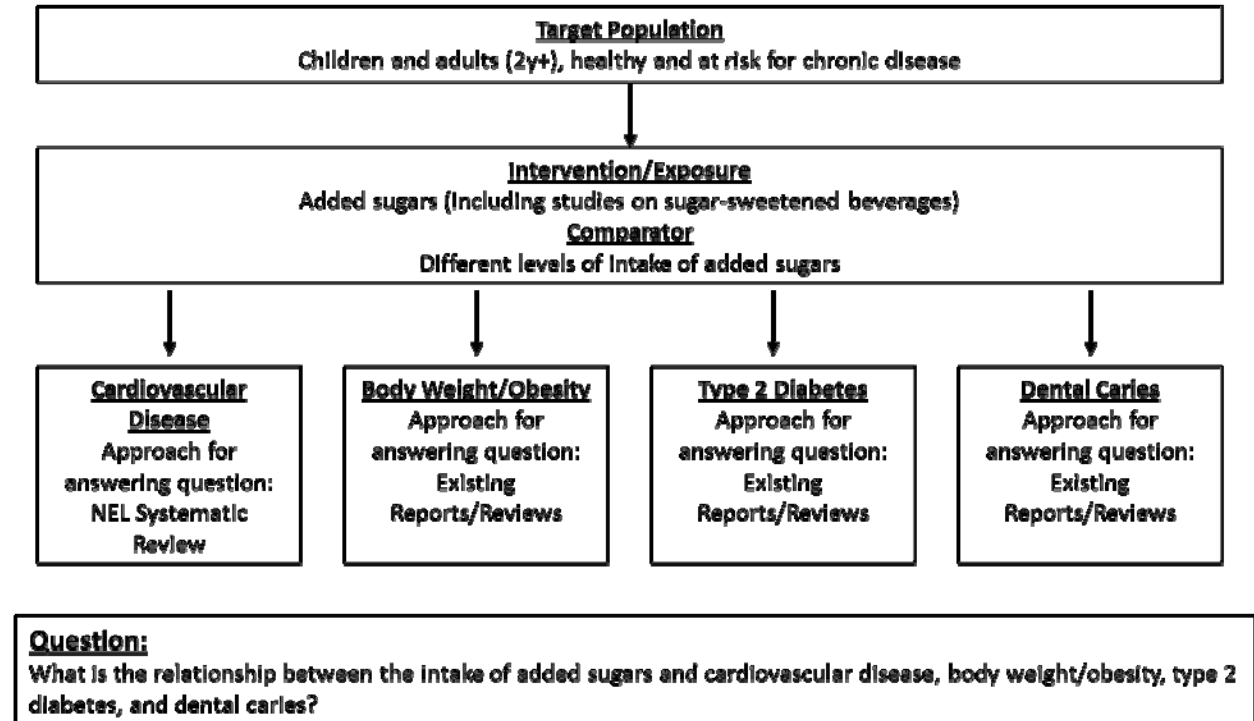 Target Population
Children and adults (2y+), healthy and at risk for chronic disease
Intervention/Exposure
Added sugars (including studies on sugar-sweetened beverages)
Comparator
Different levels of intake of added sugars
Cardiovascular
Disease
Approach for
answering question:
NEL Systematic
Review
Body Weight/Obesity
Approach for
answering question:
Existing
Reports/Reviews
Type 2 Diabetes
Approach for
answering question:
Existing
Reports/Reviews
Dental Caries
Approach for
answering question:
Existing
Reports/Reviews
Question:
What is the relationship between the intake of added sugars and cardiovascular disease, body weight/obesity, type 2
diabetes, and dental caries?